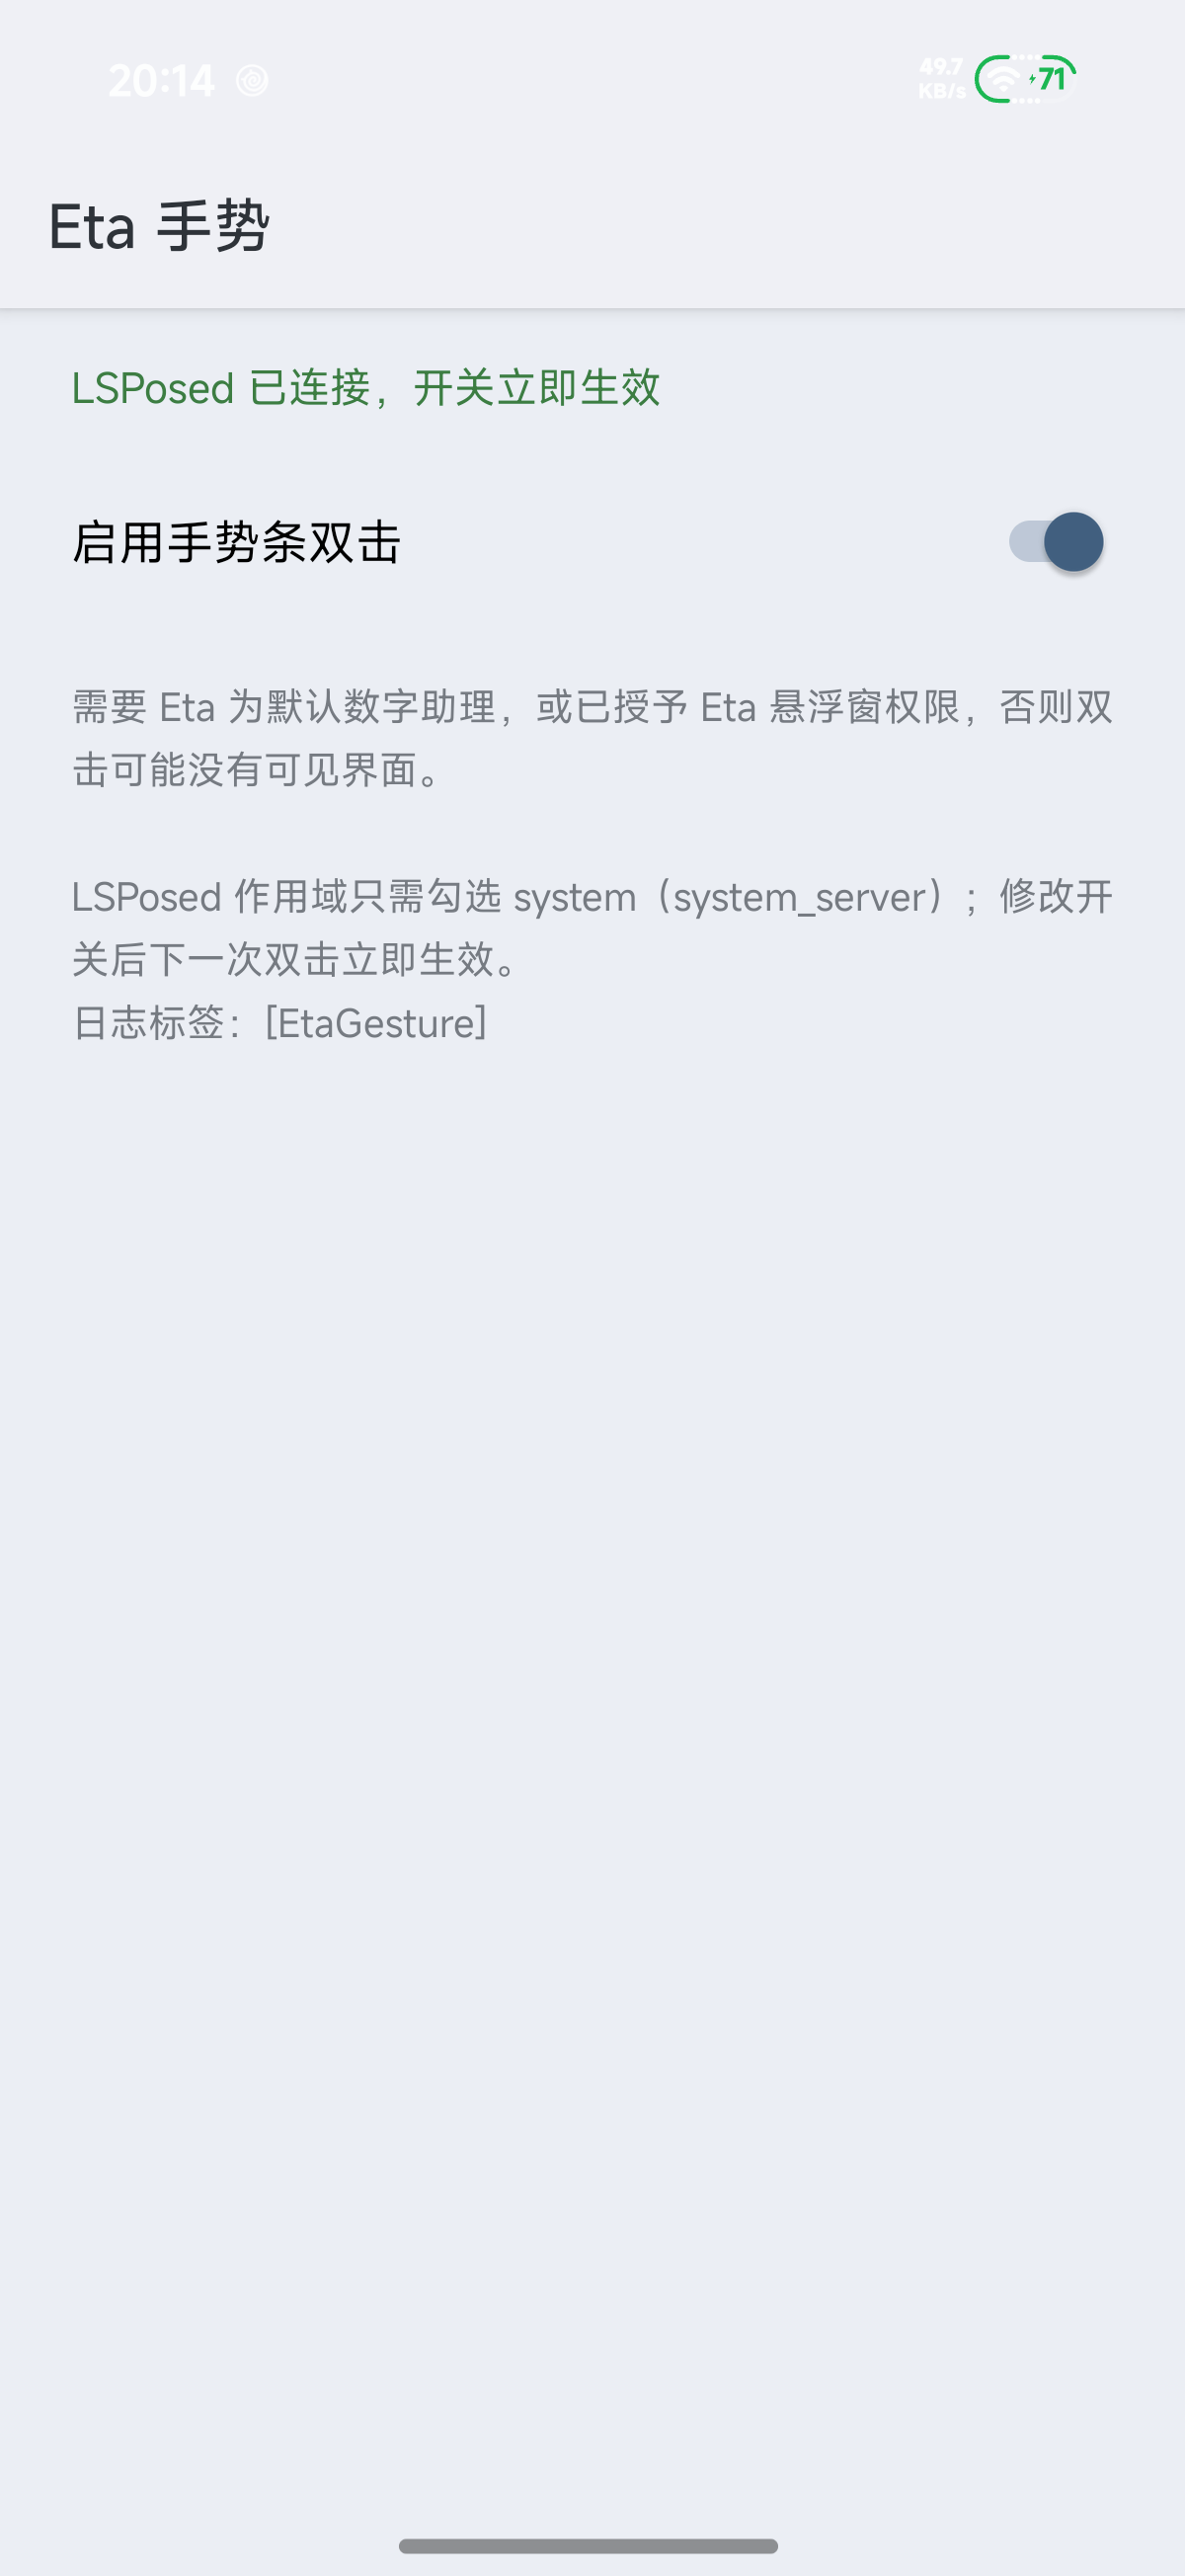 20:14
49.7
KB/s
71
Eta 手势
LSPosed 已连接，开关立即生效
启用手势条双击
需要 Eta 为默认数字助理，或已授予 Eta 悬浮窗权限，否则双
击可能没有可见界面。
LSPosed 作用域只需勾选 system（system_server）；修改开
关后下一次双击立即生效。
日志标签：[EtaGesture]